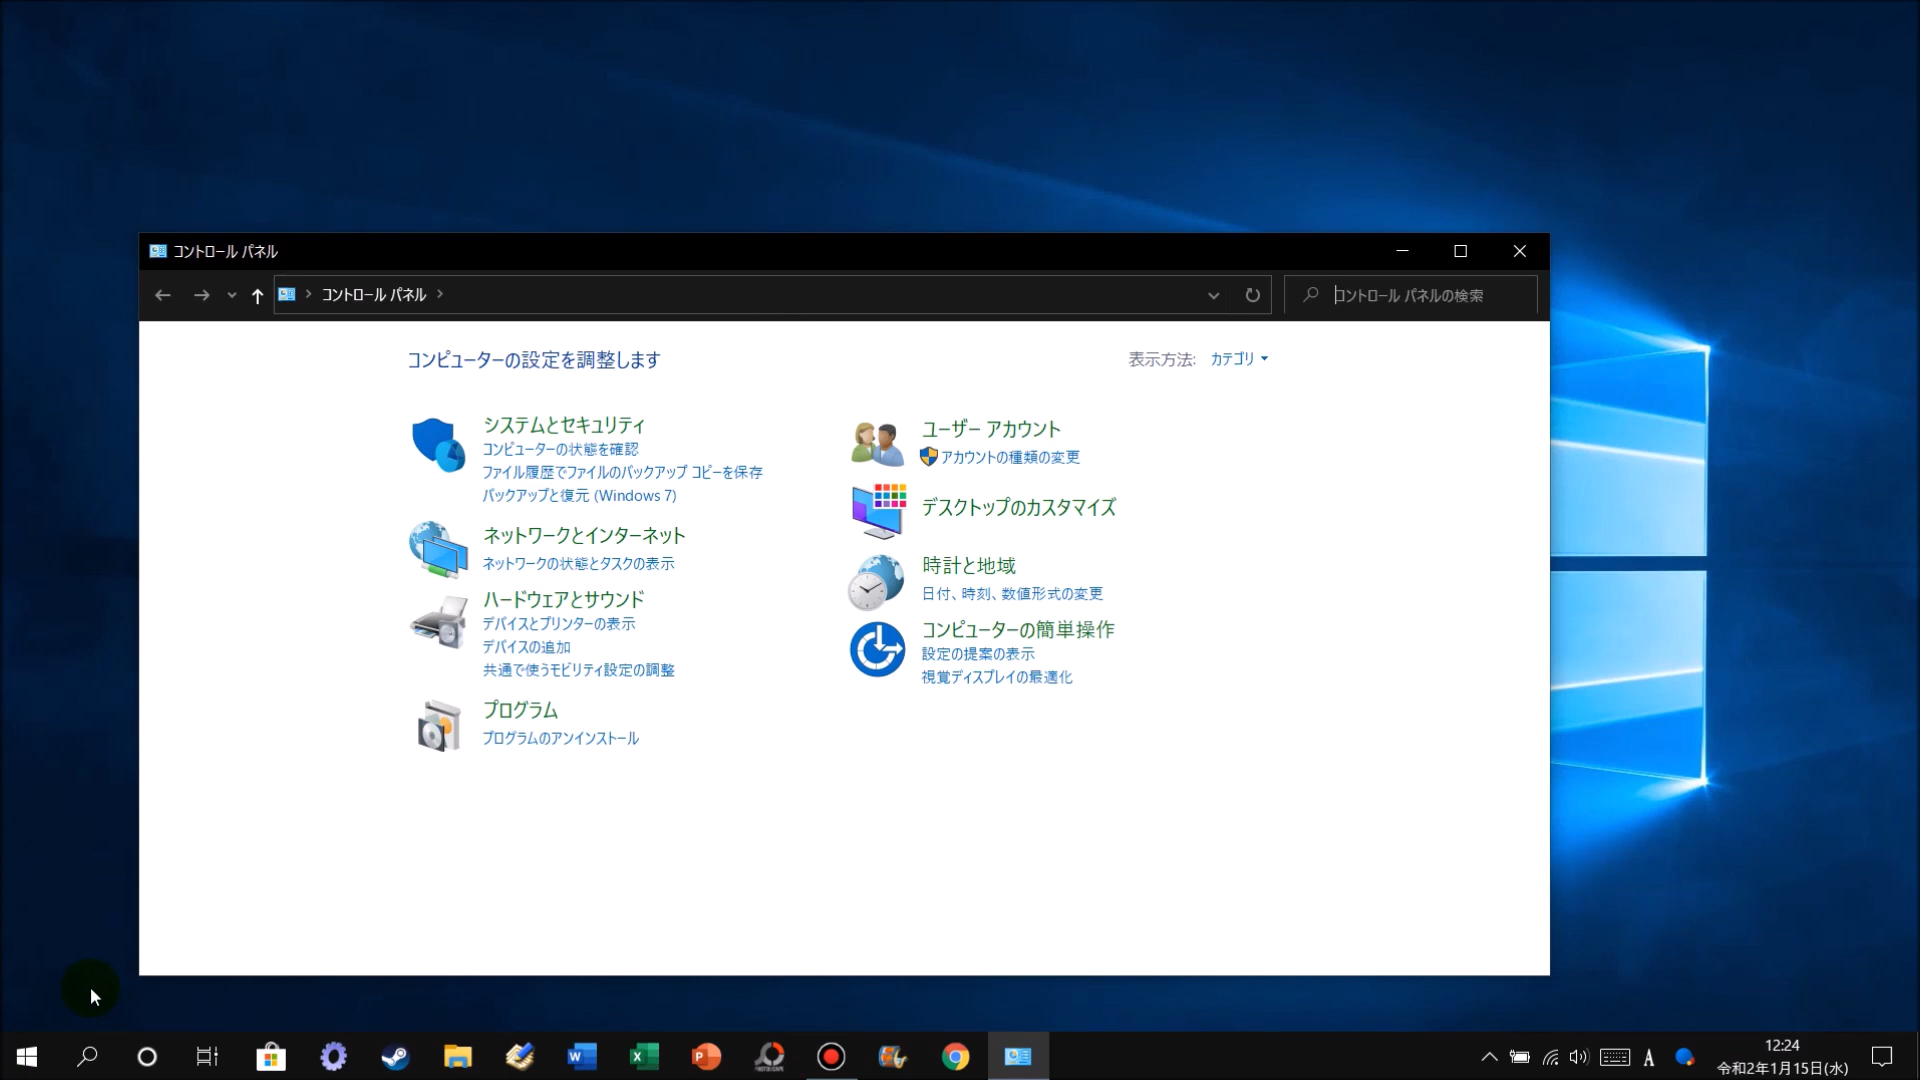 コントロール パネル
コントロール パネル
コントロール パネルの検索
コンピューターの設定を調整します
表示方法: カテゴリ
システムとセキュリティ
コンピューターの状態を確認
ファイル履歴でファイルのバックアップ コピーを保存
バックアップと復元 (Windows 7)
ネットワークとインターネット
ネットワークの状態とタスクの表示
ハードウェアとサウンド
デバイスとプリンターの表示
デバイスの追加
共通で使うモビリティ設定の調整
プログラム
プログラムのアンインストール
ユーザー アカウント
アカウントの種類の変更
デスクトップのカスタマイズ
時計と地域
日付、時刻、数値形式の変更
コンピューターの簡単操作
設定の提案の表示
視覚ディスプレイの最適化
A
12:24
令和2年1月15日(水)